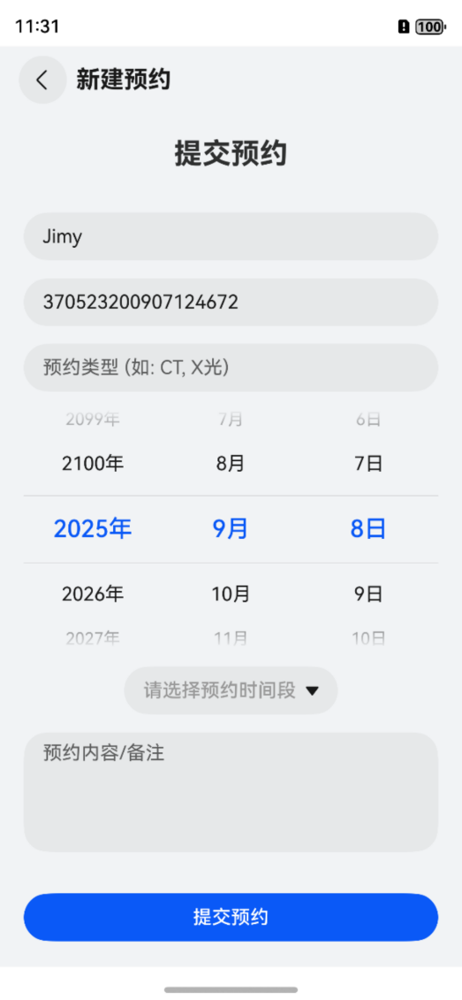 11:31
100
新建预约
提交预约
Jimy
370523200907124672
预约类型 (如: CT, X光)
2099年 7月 6日
2100年 8月 7日
2025年 9月 8日
2026年 10月 9日
2027年 11月 10日
请选择预约时间段
预约内容/备注
提交预约